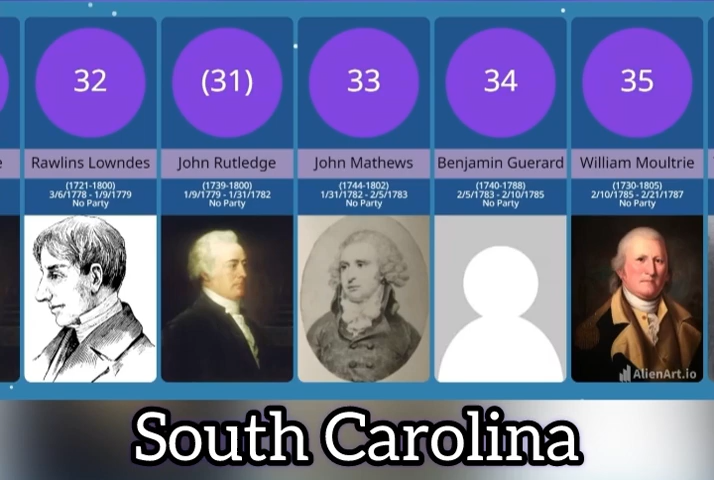 32
(31)
33
34
35
e
Rawlins Lowndes
John Rutledge
John Mathews
Benjamin Guerard
William Moultrie
(1721-1800)
3/6/1778 - 1/9/1779
No Party
(1739-1800)
1/9/1779 - 1/31/1782
No Party
(1744-1802)
1/31/1782 - 2/5/1783
No Party
(1740-1788)
2/5/1783 - 2/10/1785
No Party
(1730-1805)
2/10/1785 - 2/21/1787
No Party
AlienArt.io
South Carolina